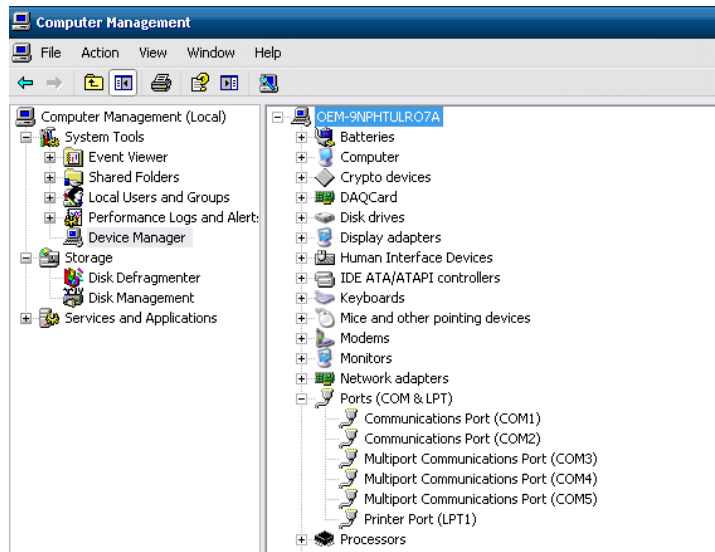 Computer Management
File Action View Window Help
Computer Management (Local)
System Tools
Event Viewer
Shared Folders
Local Users and Groups
Performance Logs and Alert:
Device Manager
Storage
Disk Defragmenter
Disk Management
Services and Applications
OEM-9NPHTULRO7A
Batteries
Computer
Crypto devices
DAQCard
Disk drives
Display adapters
Human Interface Devices
IDE ATA/ATAPI controllers
Keyboards
Mice and other pointing devices
Modems
Monitors
Network adapters
Ports (COM & LPT)
Communications Port (COM1)
Communications Port (COM2)
Multiport Communications Port (COM3)
Multiport Communications Port (COM4)
Multiport Communications Port (COM5)
Printer Port (LPT1)
Processors